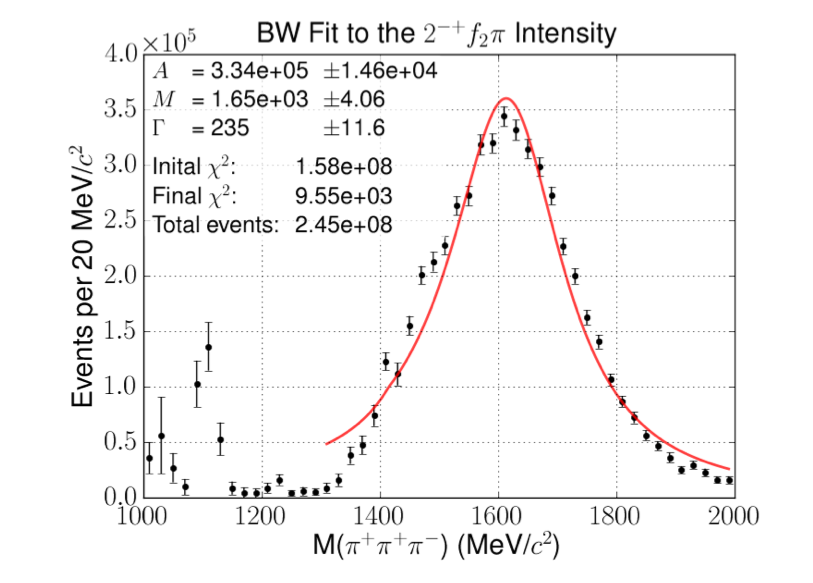 BW Fit to the 2⁻⁺f₂π Intensity
×10⁵
A = 3.34e+05 ±1.46e+04
M = 1.65e+03 ±4.06
Γ = 235 ±11.6
Inital χ²: 1.58e+08
Final χ²: 9.55e+03
Total events: 2.45e+08
Events per 20 MeV/c²
4.0
3.5
3.0
2.5
2.0
1.5
1.0
0.5
0.0
1000 1200 1400 1600 1800 2000
M(π⁺π⁺π⁻) (MeV/c²)